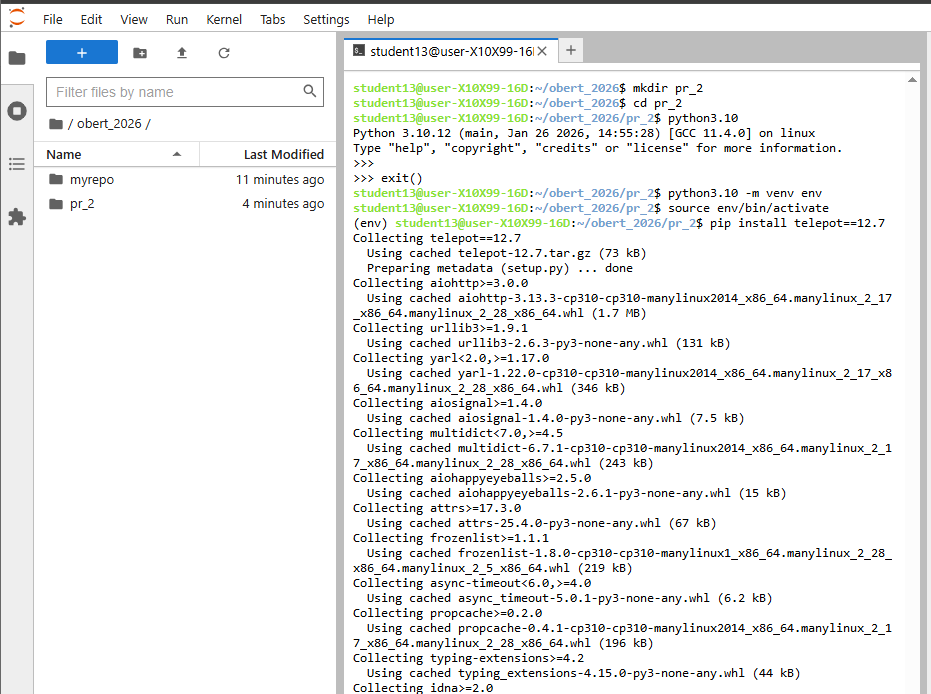 File Edit View Run Kernel Tabs Settings Help
+
Filter files by name
/ obert_2026 /
Name Last Modified
myrepo 11 minutes ago
pr_2 4 minutes ago
student13@user-X10X99-16
+
student13@user-X10X99-16D:~/obert_2026$ mkdir pr_2
student13@user-X10X99-16D:~/obert_2026$ cd pr_2
student13@user-X10X99-16D:~/obert_2026/pr_2$ python3.10
Python 3.10.12 (main, Jan 26 2026, 14:55:28) [GCC 11.4.0] on linux
Type "help", "copyright", "credits" or "license" for more information.
>>>
>>> exit()
student13@user-X10X99-16D:~/obert_2026/pr_2$ python3.10 -m venv env
student13@user-X10X99-16D:~/obert_2026/pr_2$ source env/bin/activate
(env) student13@user-X10X99-16D:~/obert_2026/pr_2$ pip install telepot==12.7
Collecting telepot==12.7
  Using cached telepot-12.7.tar.gz (73 kB)
  Preparing metadata (setup.py) ... done
Collecting aiohttp>=3.0.0
  Using cached aiohttp-3.13.3-cp310-cp310-manylinux2014_x86_64.manylinux_2_17
_x86_64.manylinux_2_28_x86_64.whl (1.7 MB)
Collecting urllib3>=1.9.1
  Using cached urllib3-2.6.3-py3-none-any.whl (131 kB)
Collecting yarl<2.0,>=1.17.0
  Using cached yarl-1.22.0-cp310-cp310-manylinux2014_x86_64.manylinux_2_17_x8
6_64.manylinux_2_28_x86_64.whl (346 kB)
Collecting aiosignal>=1.4.0
  Using cached aiosignal-1.4.0-py3-none-any.whl (7.5 kB)
Collecting multidict<7.0,>=4.5
  Using cached multidict-6.7.1-cp310-cp310-manylinux2014_x86_64.manylinux_2_1
7_x86_64.manylinux_2_28_x86_64.whl (243 kB)
Collecting aiohappyeyeballs>=2.5.0
  Using cached aiohappyeyeballs-2.6.1-py3-none-any.whl (15 kB)
Collecting attrs>=17.3.0
  Using cached attrs-25.4.0-py3-none-any.whl (67 kB)
Collecting frozenlist>=1.1.1
  Using cached frozenlist-1.8.0-cp310-cp310-manylinux1_x86_64.manylinux_2_28_
x86_64.manylinux_2_5_x86_64.whl (219 kB)
Collecting async-timeout<6.0,>=4.0
  Using cached async_timeout-5.0.1-py3-none-any.whl (6.2 kB)
Collecting propcache>=0.2.0
  Using cached propcache-0.4.1-cp310-cp310-manylinux2014_x86_64.manylinux_2_1
7_x86_64.manylinux_2_28_x86_64.whl (196 kB)
Collecting typing-extensions>=4.2
  Using cached typing_extensions-4.15.0-py3-none-any.whl (44 kB)
Collecting idna>=2.0